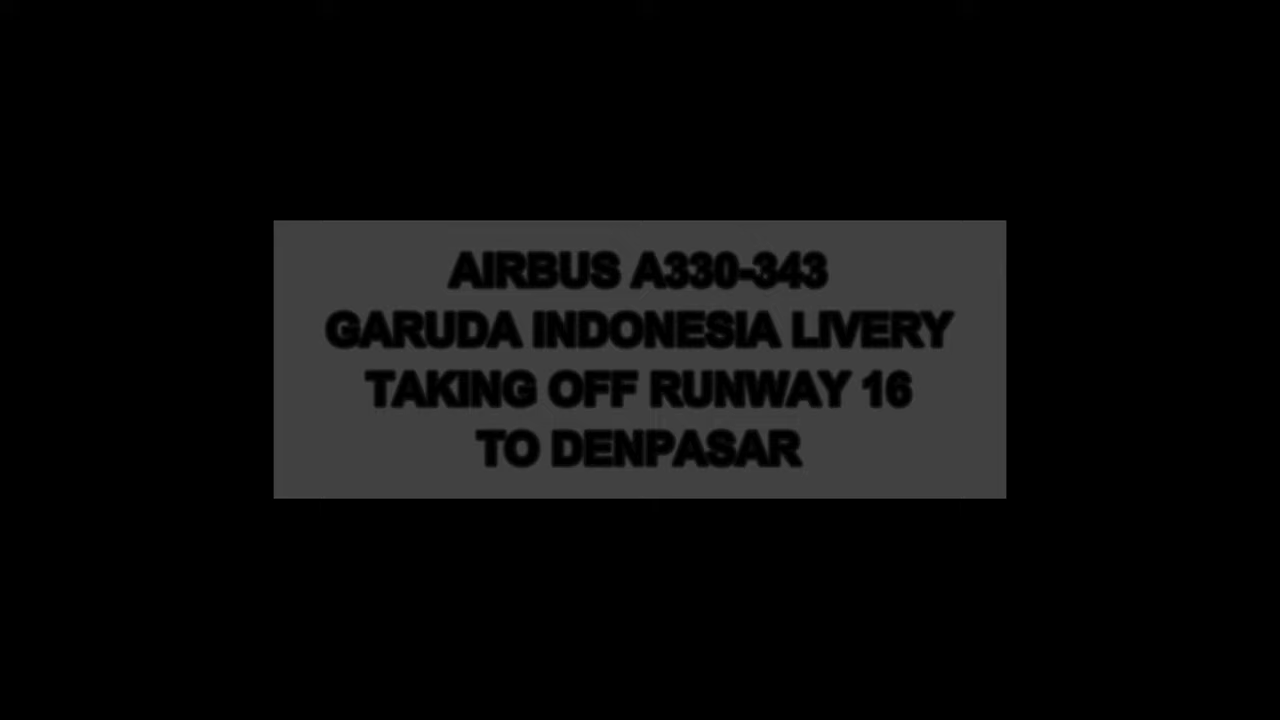 AIRBUS A330-343
GARUDA INDONESIA LIVERY
TAKING OFF RUNWAY 16
TO DENPASAR